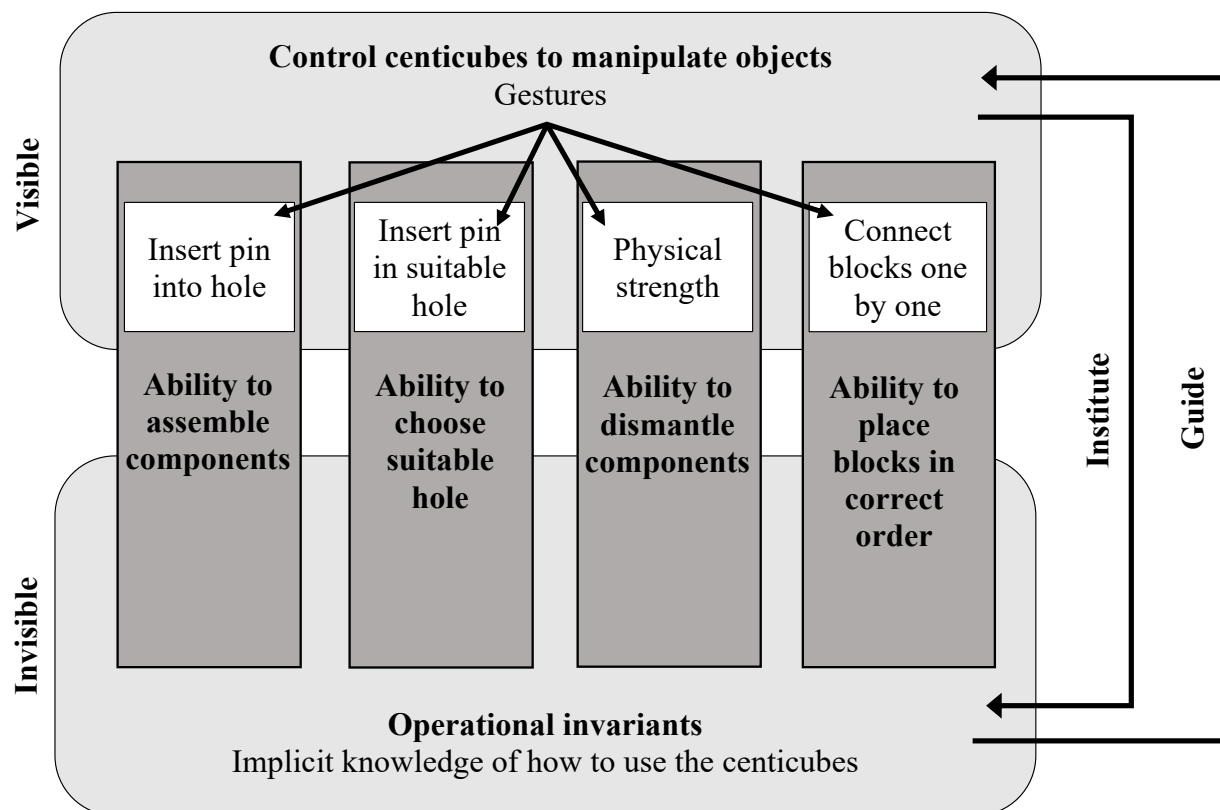 Control centicubes to manipulate objects
Gestures
Visible
Insert pin
into hole
Insert pin
in suitable
hole
Physical
strength
Connect
blocks one
by one
Ability to
assemble
components
Ability to
choose
suitable
hole
Ability to
dismantle
components
Ability to
place
blocks in
correct
order
Institute
Guide
Invisible
Operational invariants
Implicit knowledge of how to use the centicubes